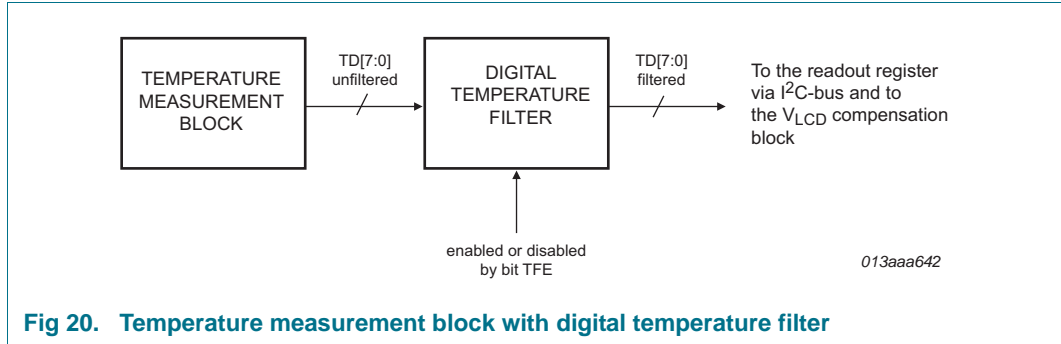 TEMPERATURE
MEASUREMENT
BLOCK
TD[7:0]
unfiltered
DIGITAL
TEMPERATURE
FILTER
TD[7:0]
filtered
To the readout register
via I2C-bus and to
the VLCD compensation
block
enabled or disabled
by bit TFE
013aaa642
Fig 20. Temperature measurement block with digital temperature filter